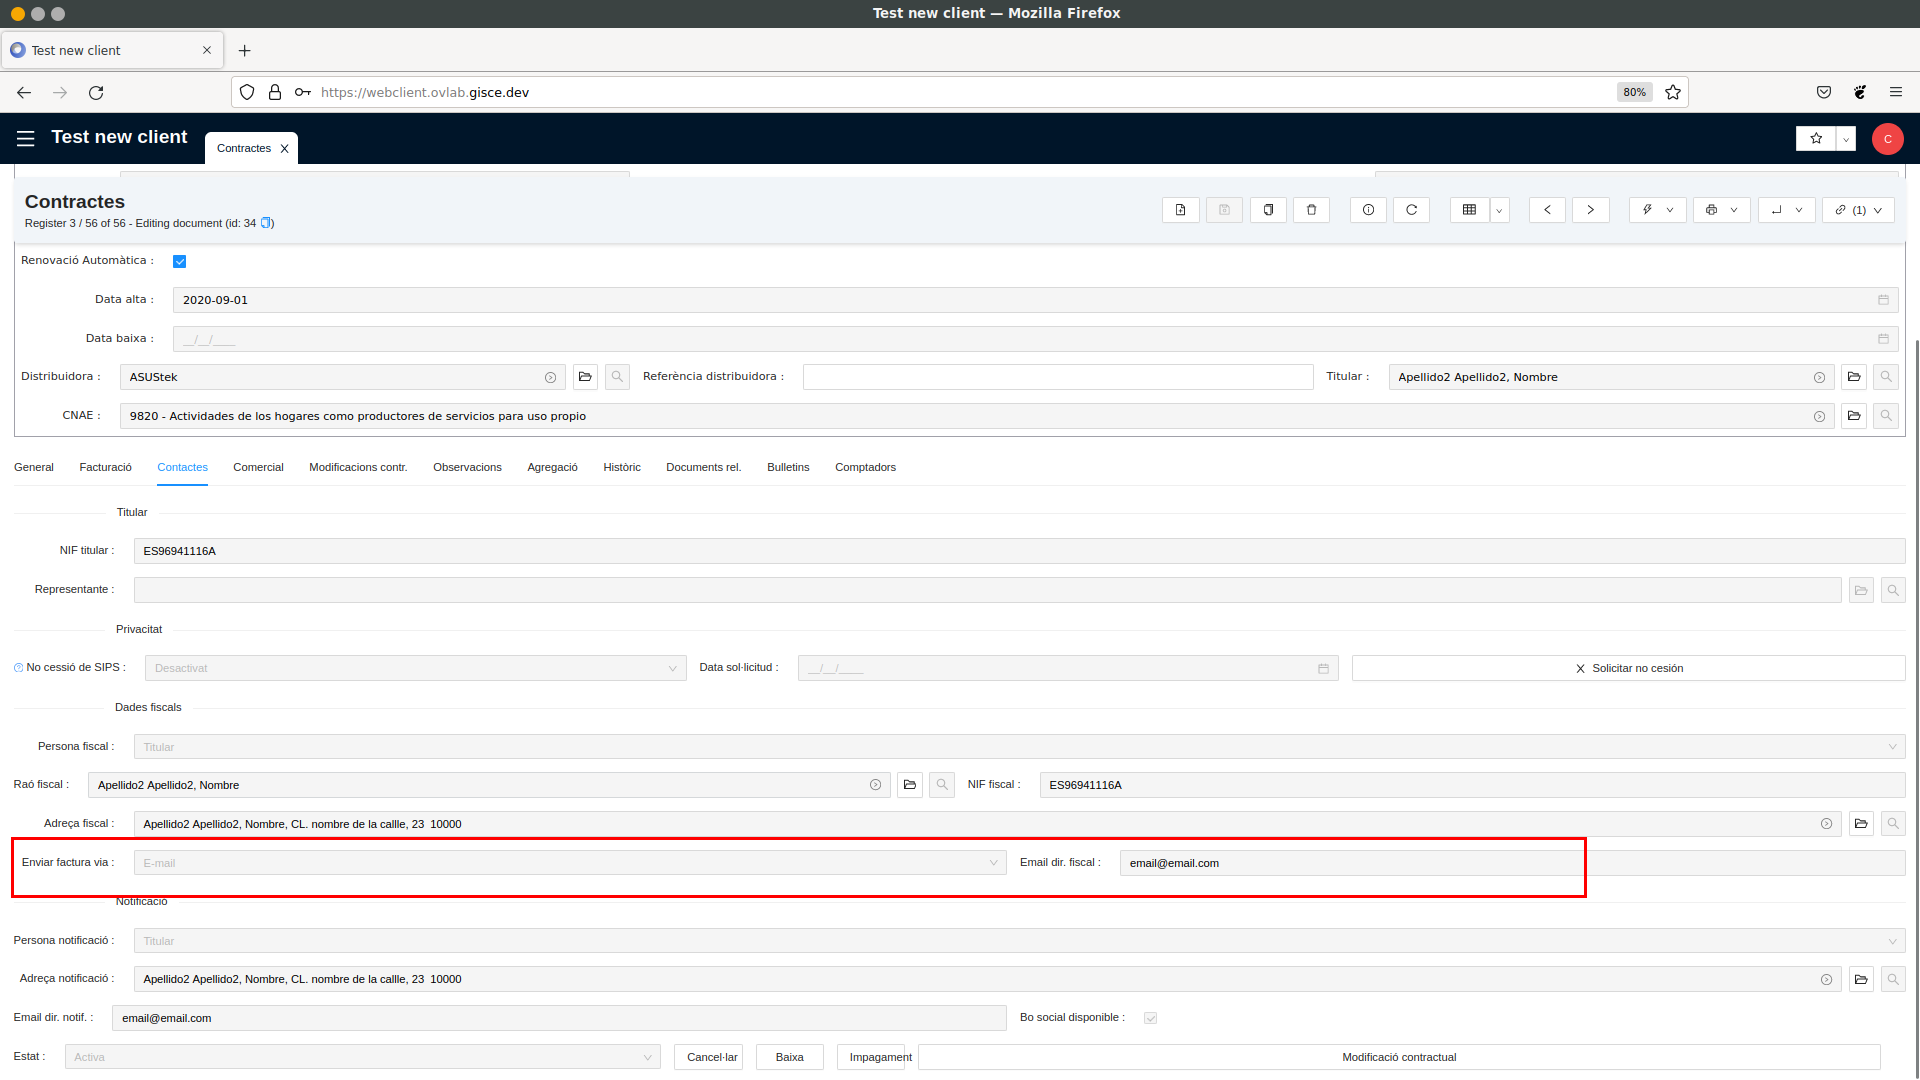 Test new client — Mozilla Firefox
Test new client
https://webclient.ovlab.gisce.dev
80%
Test new client
Contractes
C
Contractes
Register 3 / 56 of 56 - Editing document (id: 34 )
(1)
Renovació Automàtica :
Data alta : 2020-09-01
Data baixa : __/__/____
Distribuidora : ASUStek Referència distribuidora : Titular : Apellido2 Apellido2, Nombre
CNAE : 9820 - Actividades de los hogares como productores de servicios para uso propio
General Facturació Contactes Comercial Modificacions contr. Observacions Agregació Històric Documents rel. Bulletins Comptadors
Titular
NIF titular : ES96941116A
Representante :
Privacitat
No cessió de SIPS : Desactivat Data sol·licitud : __/__/____ Solicitar no cesión
Dades fiscals
Persona fiscal : Titular
Raó fiscal : Apellido2 Apellido2, Nombre NIF fiscal : ES96941116A
Adreça fiscal : Apellido2 Apellido2, Nombre, CL. nombre de la callle, 23 10000
Enviar factura via : E-mail Email dir. fiscal : email@email.com
Notificació
Persona notificació : Titular
Adreça notificació : Apellido2 Apellido2, Nombre, CL. nombre de la callle, 23 10000
Email dir. notif. : email@email.com Bo social disponible :
Estat : Activa Cancel·lar Baixa Impagament Modificació contractual